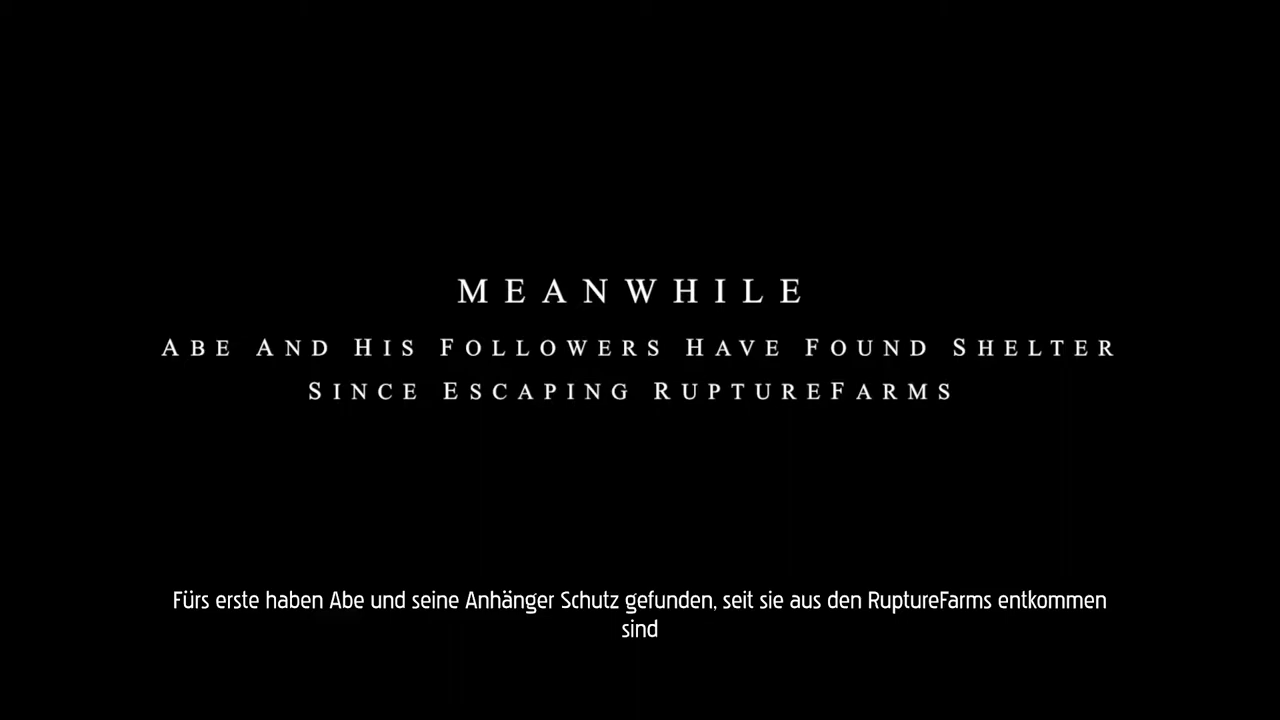 MEANWHILE
ABE AND HIS FOLLOWERS HAVE FOUND SHELTER
SINCE ESCAPING RUPTUREFARMS
Fürs erste haben Abe und seine Anhänger Schutz gefunden, seit sie aus den RuptureFarms entkommen
sind